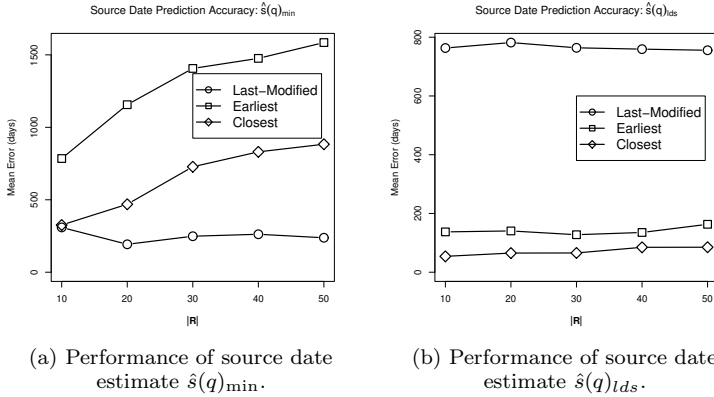 Source Date Prediction Accuracy: ŝ(q)min
Mean Error (days)
1500
1000
500
0
Last−Modified
Earliest
Closest
10 20 30 40 50
|R|
(a) Performance of source date
estimate ŝ(q)min.
Source Date Prediction Accuracy: ŝ(q)lds
Mean Error (days)
800
600
400
200
0
Last−Modified
Earliest
Closest
10 20 30 40 50
|R|
(b) Performance of source date
estimate ŝ(q)lds.